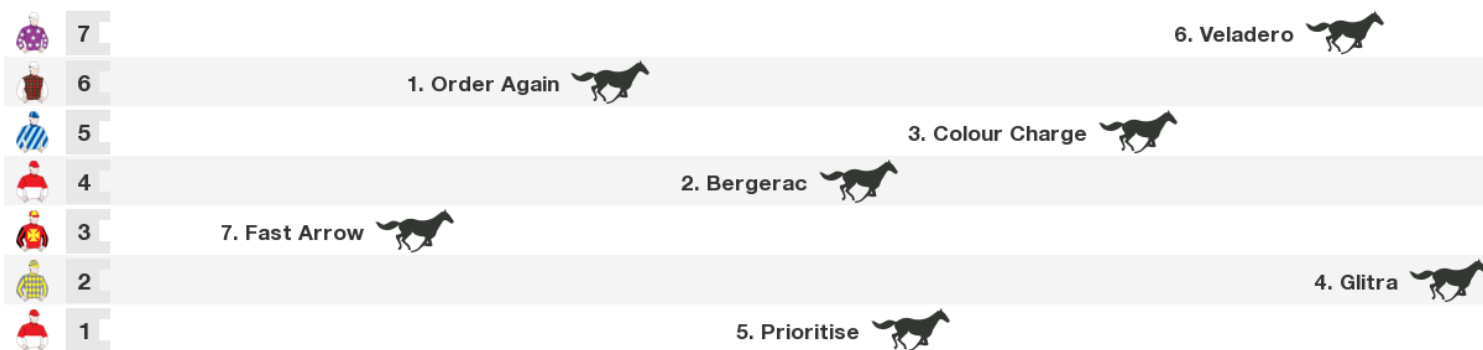 7 6. Veladero
6 1. Order Again
5 3. Colour Charge
4 2. Bergerac
3 7. Fast Arrow
2 4. Glitra
1 5. Prioritise